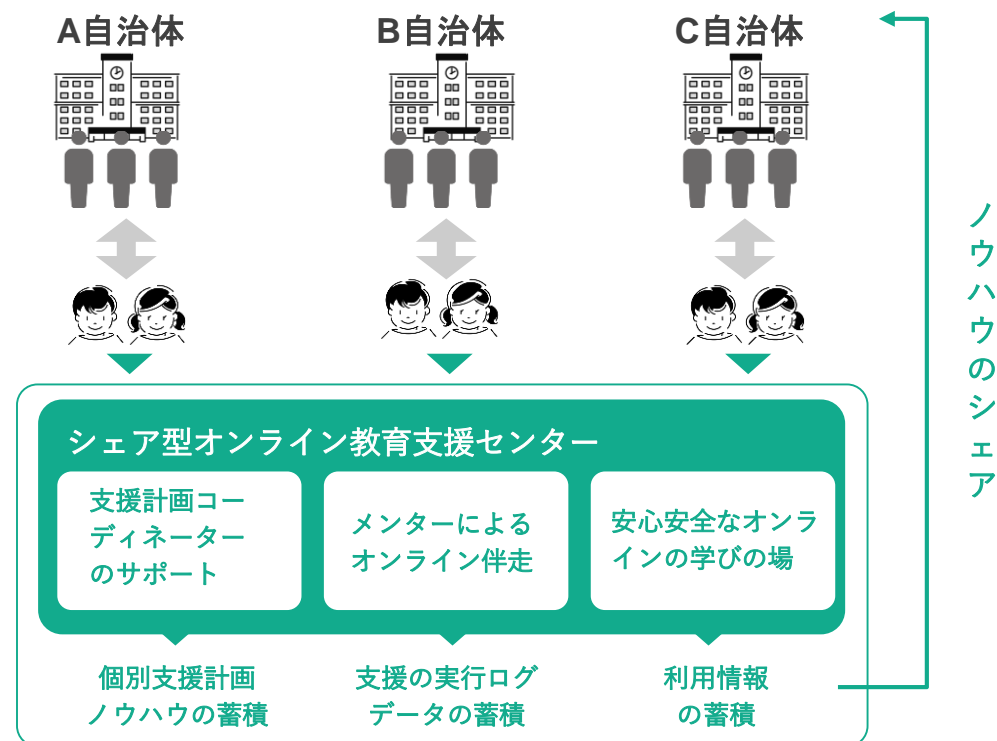 A自治体
B自治体
C自治体
シェア型オンライン教育支援センター
支援計画コー
ディネーター
のサポート
メンターによる
オンライン伴走
安心安全なオンラ
インの学びの場
個別支援計画
ノウハウの蓄積
支援の実行ログ
データの蓄積
利用情報
の蓄積
ノウハウのシェア